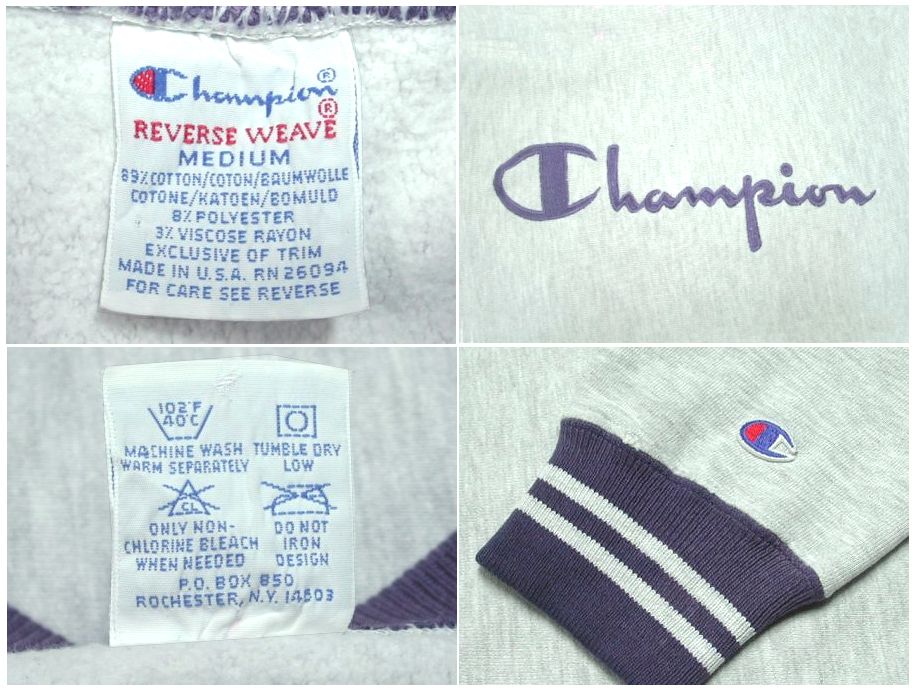 Champion®
REVERSE WEAVE®
MEDIUM
89% COTTON/COTON/BAUMWOLLE
COTONE/KATOEN/BOMULD
8% POLYESTER
3% VISCOSE RAYON
EXCLUSIVE OF TRIM
MADE IN U.S.A. RN26094
FOR CARE SEE REVERSE
Champion
102°F
40°C
MACHINE WASH
WARM SEPARATELY
TUMBLE DRY
LOW
CL
ONLY NON-
CHLORINE BLEACH
WHEN NEEDED
DO NOT
IRON
DESIGN
P.O. BOX 850
ROCHESTER, N.Y. 14603